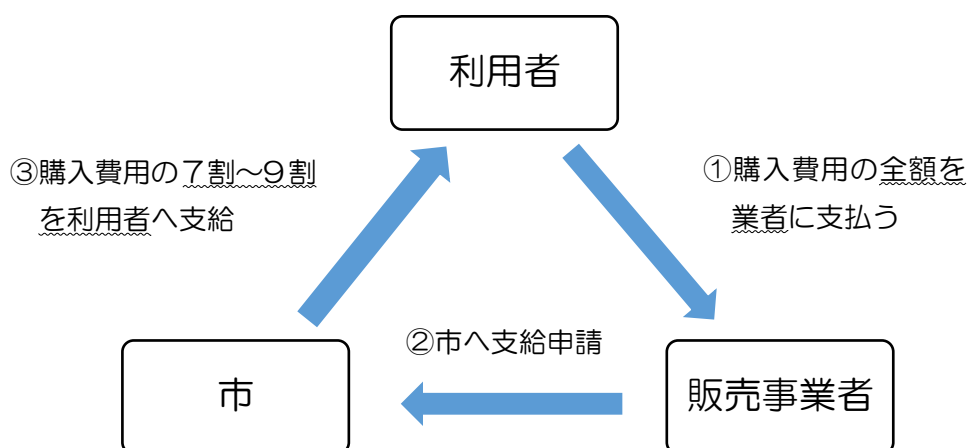 利用者
③購入費用の７割～９割
を利用者へ支給
①購入費用の全額を
業者に支払う
②市へ支給申請
市
販売事業者